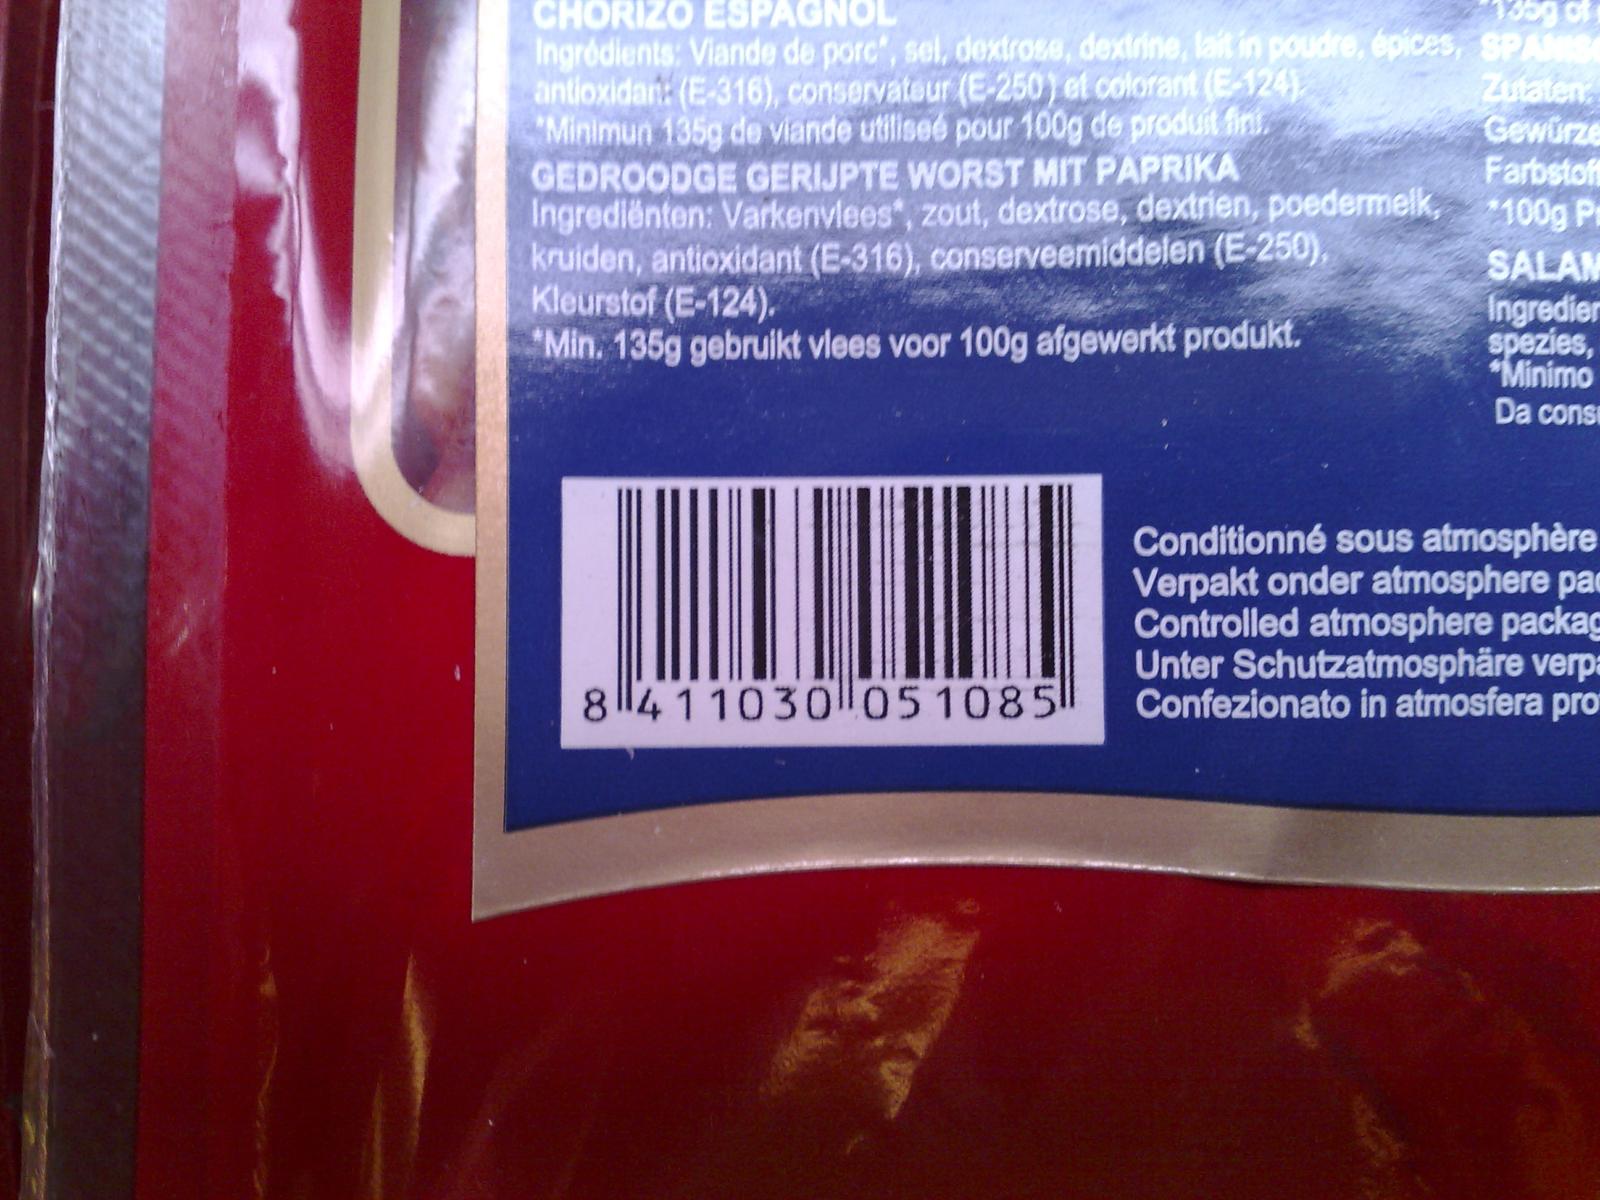 CHORIZO ESPAGNOL
Ingrédients: Viande de porc*, sel, dextrose, dextrine, lait in poudre, épices,
antioxidant (E-316), conservateur (E-250) et colorant (E-124).
*Minimun 135g de viande utiliseé pour 100g de produit fini.
GEDROODGE GERIJPTE WORST MIT PAPRIKA
Ingrediënten: Varkenvlees*, zout, dextrose, dextrien, poedermelk,
kruiden, antioxidant (E-316), conserveemiddelen (E-250),
Kleurstof (E-124).
*Min. 135g gebruikt vlees voor 100g afgewerkt produkt.
8 411030 051085
Conditionné sous atmosphère
Verpakt onder atmosphere
Controlled atmosphere
Unter Schutzatmosphäre
Confezionato in atmosfera
*135g of
Zutaten:
Gewürze
*100g
*Minimo
spezies,
Da